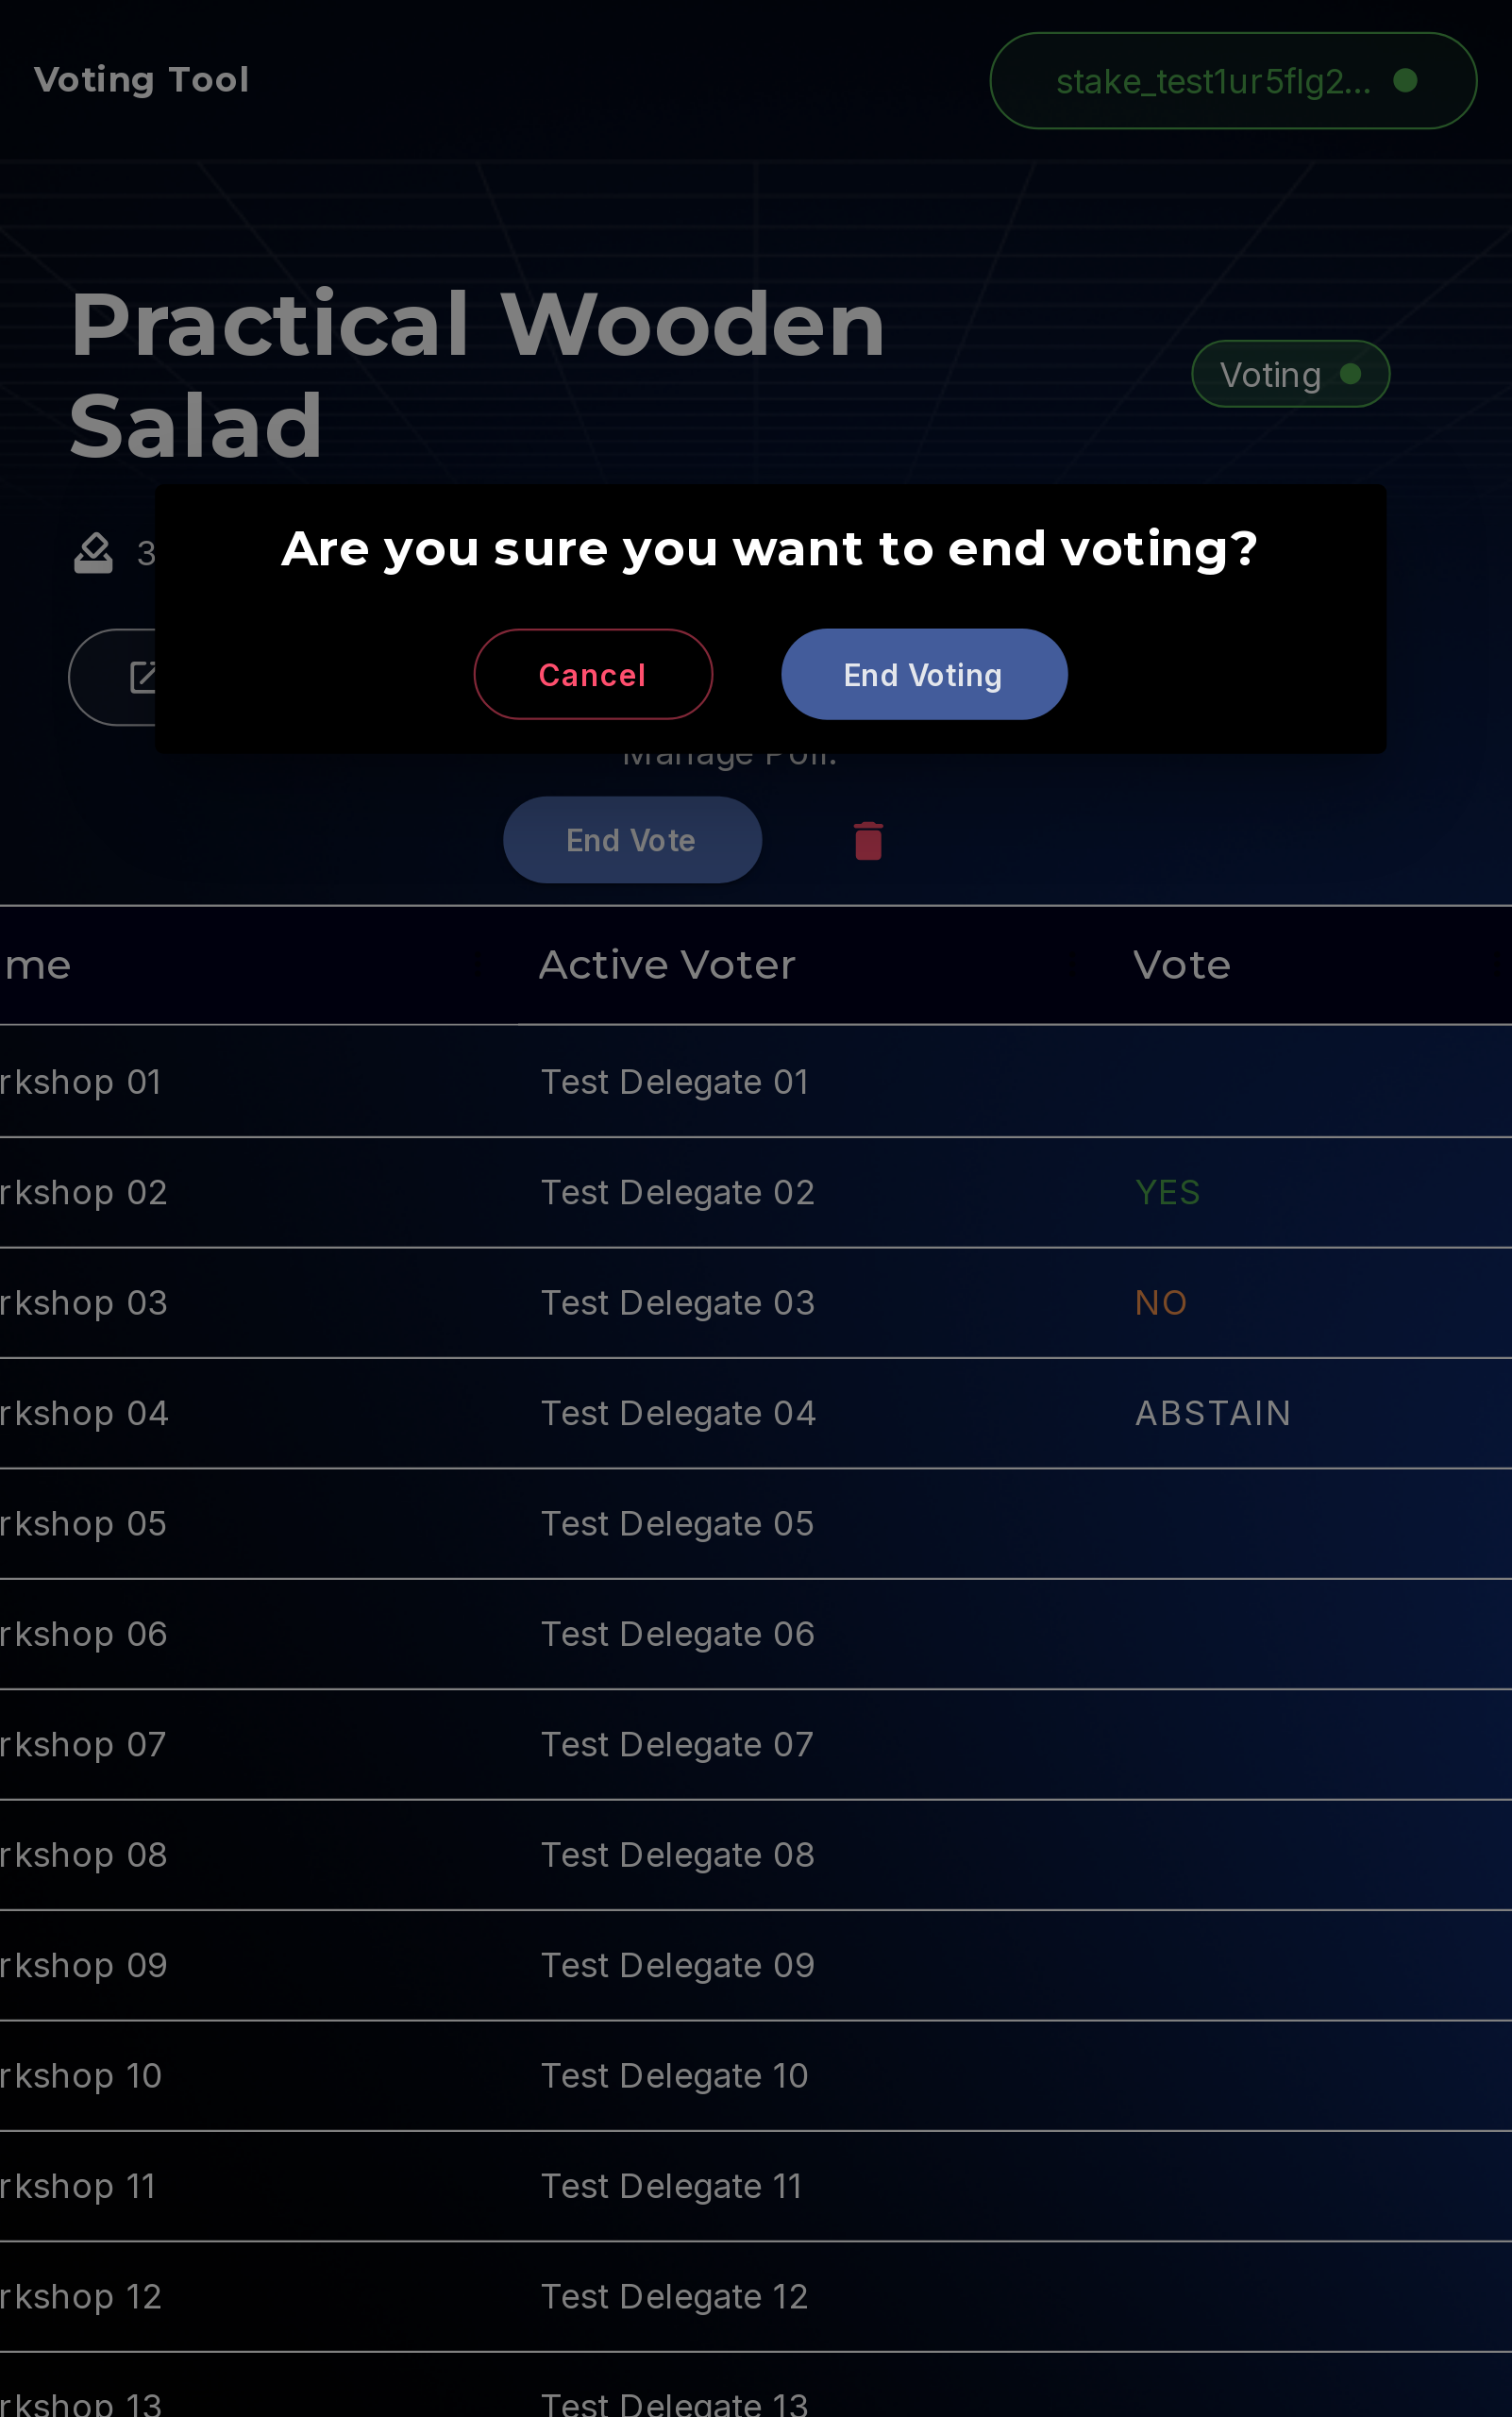 Voting Tool
stake_test1ur5flg2...
Practical Wooden
Salad
Voting
3
Are you sure you want to end voting?
Cancel
End Voting
Manage Poll:
End Vote
me Active Voter Vote
rkshop 01 Test Delegate 01
rkshop 02 Test Delegate 02 YES
rkshop 03 Test Delegate 03 NO
rkshop 04 Test Delegate 04 ABSTAIN
rkshop 05 Test Delegate 05
rkshop 06 Test Delegate 06
rkshop 07 Test Delegate 07
rkshop 08 Test Delegate 08
rkshop 09 Test Delegate 09
rkshop 10 Test Delegate 10
rkshop 11 Test Delegate 11
rkshop 12 Test Delegate 12
rkshop 13 Test Delegate 13